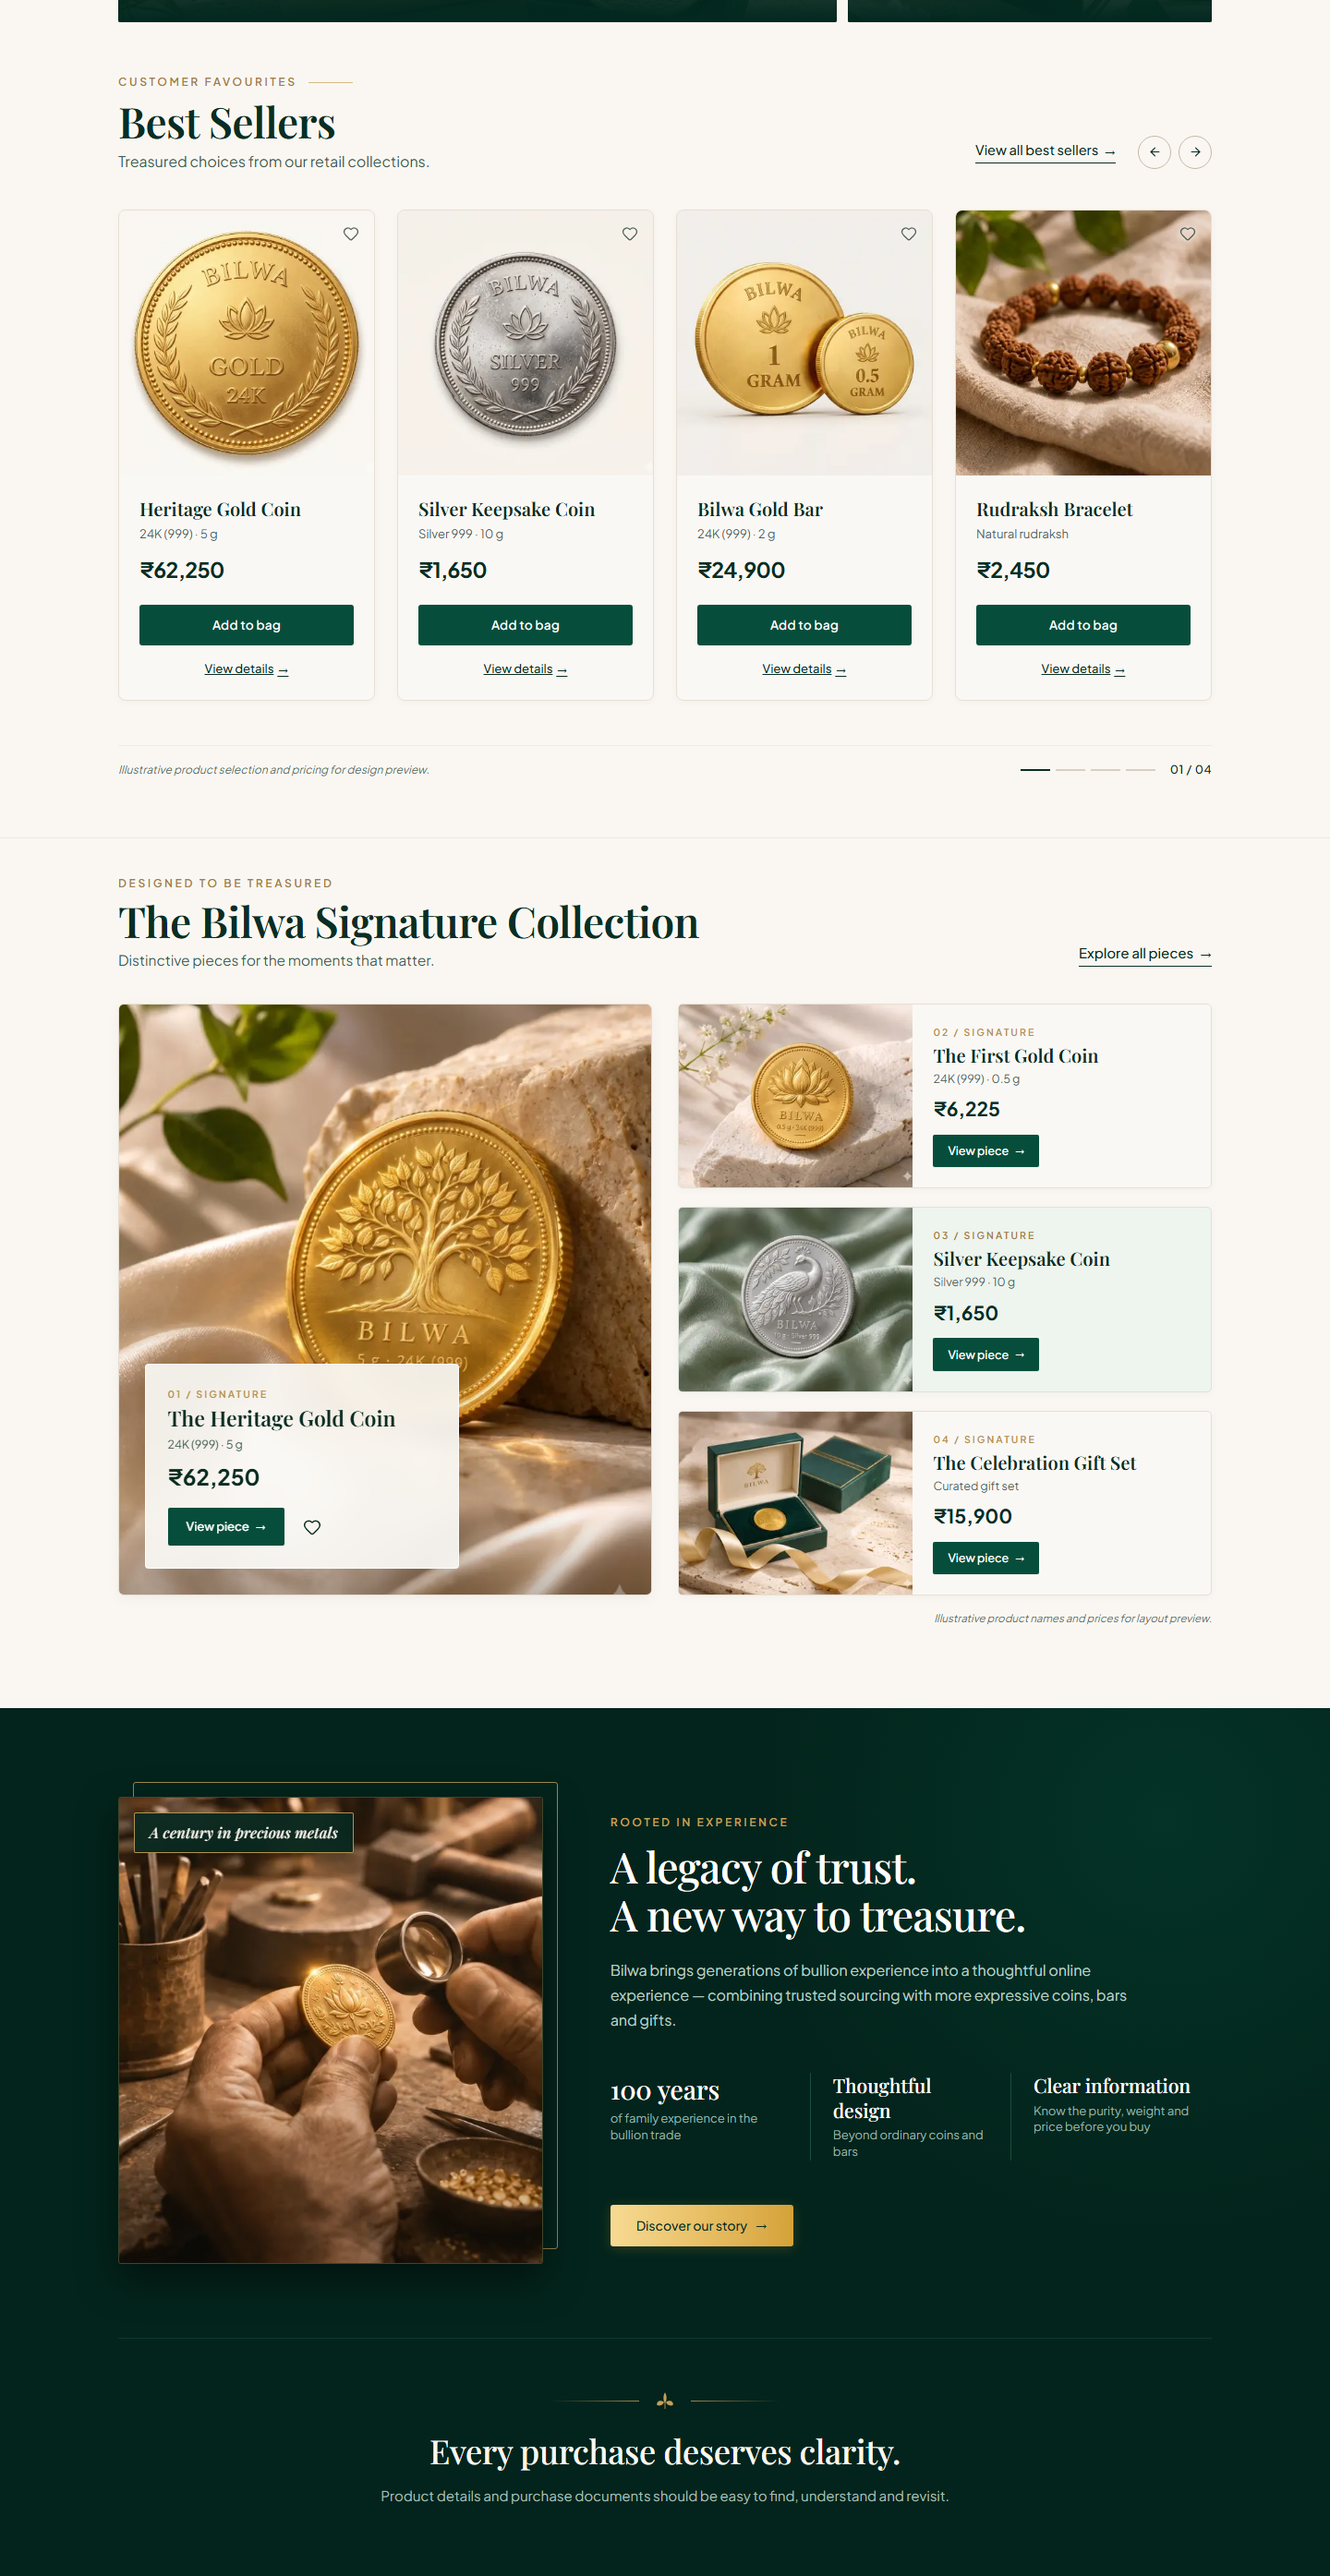 CUSTOMER FAVOURITES
Best Sellers
Treasured choices from our retail collections.
View all best sellers →
BILWA
GOLD
24K
BILWA
SILVER
999
BILWA
1
GRAM
BILWA
0.5
GRAM
Heritage Gold Coin
24K (999) · 5 g
₹62,250
Add to bag
View details →
Silver Keepsake Coin
Silver 999 · 10 g
₹1,650
Add to bag
View details →
Bilwa Gold Bar
24K (999) · 2 g
₹24,900
Add to bag
View details →
Rudraksh Bracelet
Natural rudraksh
₹2,450
Add to bag
View details →
Illustrative product selection and pricing for design preview.
01 / 04
DESIGNED TO BE TREASURED
The Bilwa Signature Collection
Distinctive pieces for the moments that matter.
Explore all pieces →
BILWA
5 g · 24K (999)
01 / SIGNATURE
The Heritage Gold Coin
24K (999) · 5 g
₹62,250
View piece →
BILWA
0.5 g · 24K (999)
02 / SIGNATURE
The First Gold Coin
24K (999) · 0.5 g
₹6,225
View piece →
BILWA
10 g · Silver 999
03 / SIGNATURE
Silver Keepsake Coin
Silver 999 · 10 g
₹1,650
View piece →
BILWA
04 / SIGNATURE
The Celebration Gift Set
Curated gift set
₹15,900
View piece →
Illustrative product names and prices for layout preview.
A century in precious metals
ROOTED IN EXPERIENCE
A legacy of trust.
A new way to treasure.
Bilwa brings generations of bullion experience into a thoughtful online
experience — combining trusted sourcing with more expressive coins, bars
and gifts.
100 years
of family experience in the
bullion trade
Thoughtful
design
Beyond ordinary coins and
bars
Clear information
Know the purity, weight and
price before you buy
Discover our story →
Every purchase deserves clarity.
Product details and purchase documents should be easy to find, understand and revisit.